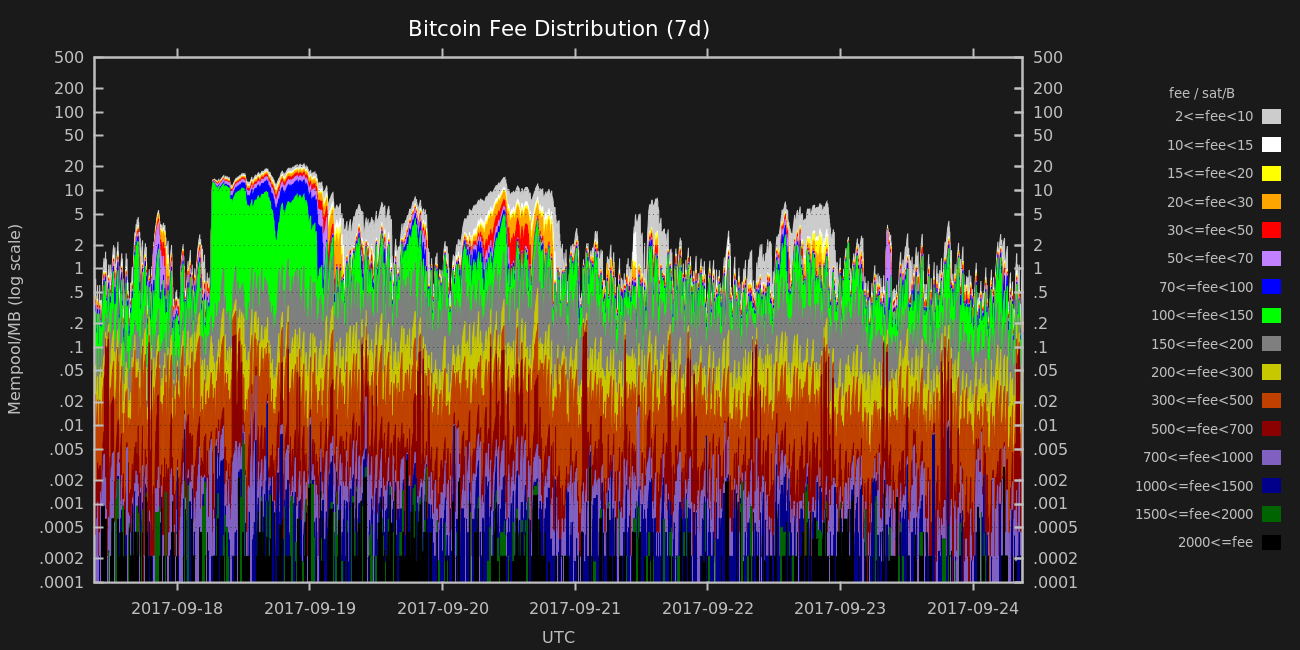 Bitcoin Fee Distribution (7d)
Mempool/MB (log scale)
500
200
100
50
20
10
5
2
1
.5
.2
.1
.05
.02
.01
.005
.002
.001
.0005
.0002
.0001
500
200
100
50
20
10
5
2
1
.5
.2
.1
.05
.02
.01
.005
.002
.001
.0005
.0002
.0001
2017-09-18 2017-09-19 2017-09-20 2017-09-21 2017-09-22 2017-09-23 2017-09-24
UTC
fee / sat/B
2<=fee<10
10<=fee<15
15<=fee<20
20<=fee<30
30<=fee<50
50<=fee<70
70<=fee<100
100<=fee<150
150<=fee<200
200<=fee<300
300<=fee<500
500<=fee<700
700<=fee<1000
1000<=fee<1500
1500<=fee<2000
2000<=fee